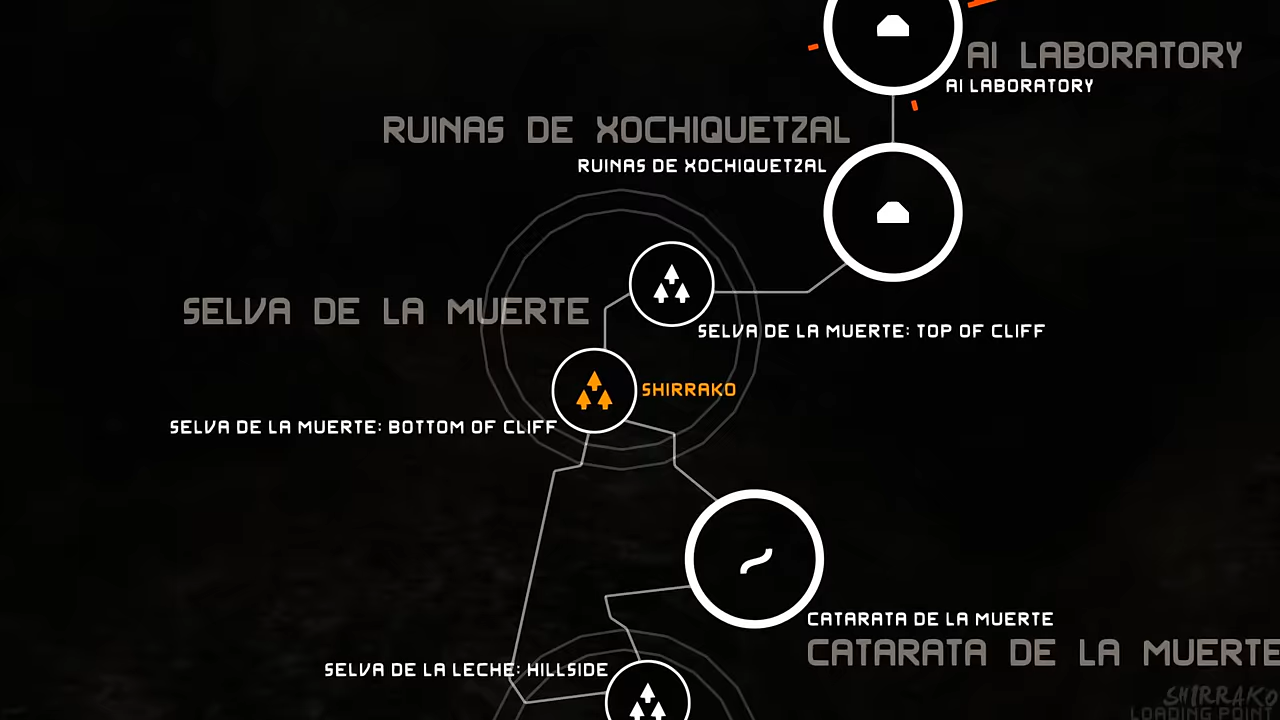 AI LABORATORY
AI LABORATORY
RUINAS DE XOCHIQUETZAL
RUINAS DE XOCHIQUETZAL
SELVA DE LA MUERTE
SELVA DE LA MUERTE: TOP OF CLIFF
SHIRRAKO
SELVA DE LA MUERTE: BOTTOM OF CLIFF
CATARATA DE LA MUERTE
CATARATA DE LA MUERTE
SELVA DE LA LECHE: HILLSIDE
SHIRRAKO
LOADING POINT